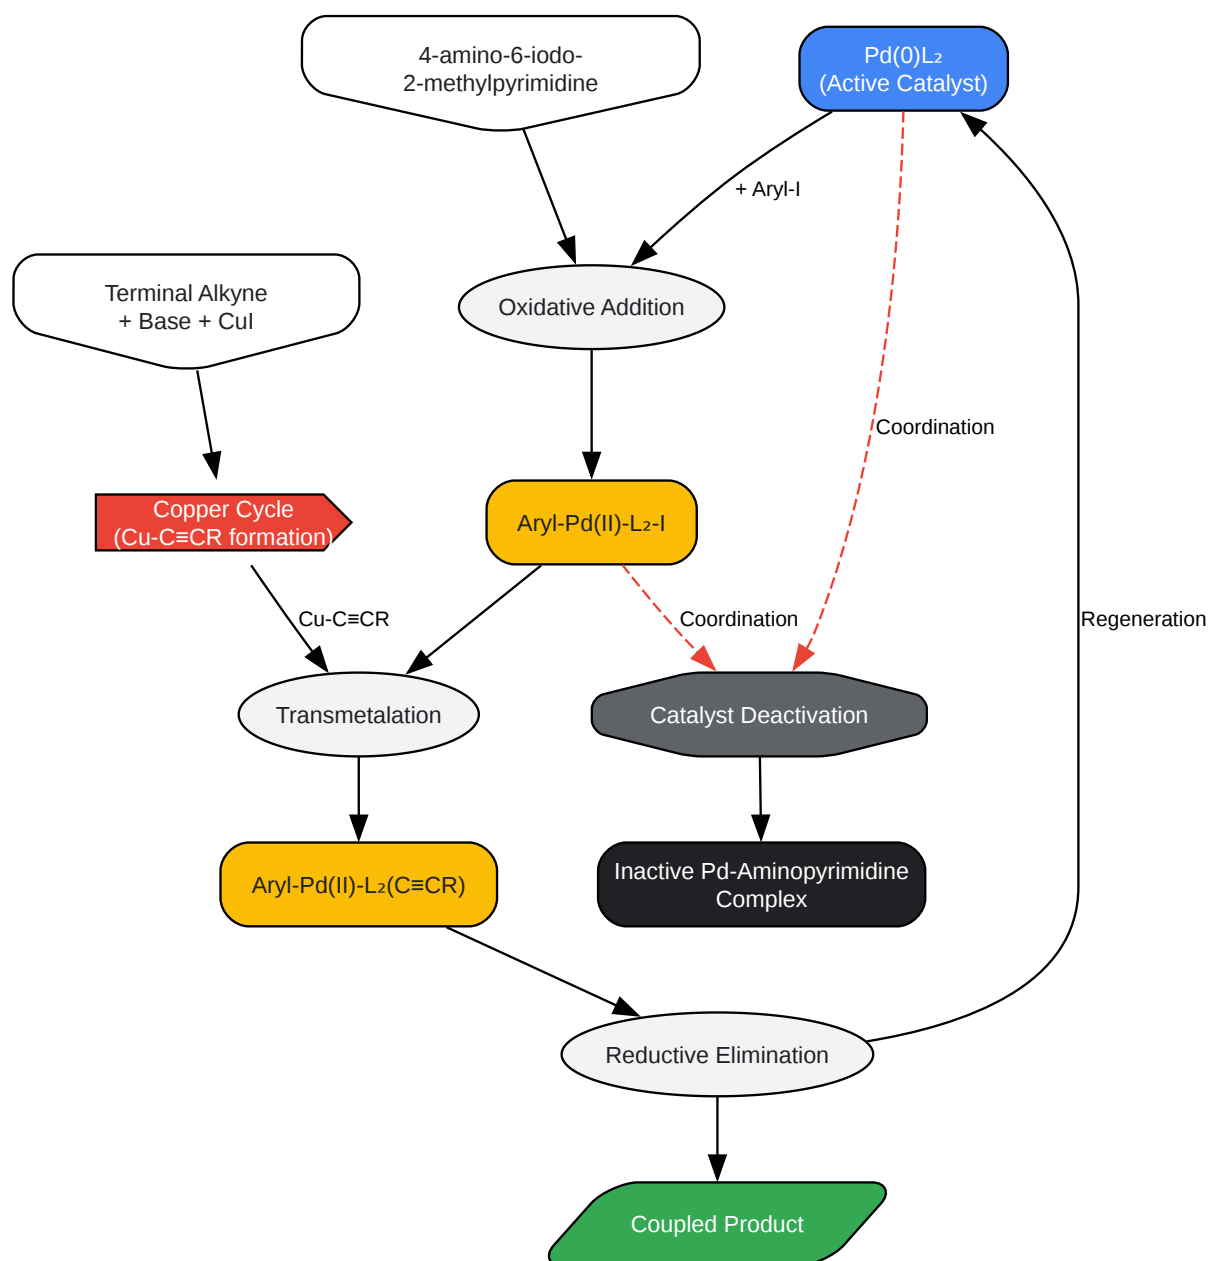 4-amino-6-iodo-
2-methylpyrimidine
Pd(0)L₂
(Active Catalyst)
+ Aryl-I
Terminal Alkyne
+ Base + CuI
Oxidative Addition
Coordination
Copper Cycle
(Cu-C≡CR formation)
Aryl-Pd(II)-L₂-I
Cu-C≡CR
Coordination
Regeneration
Transmetalation
Catalyst Deactivation
Aryl-Pd(II)-L₂(C≡CR)
Inactive Pd-Aminopyrimidine
Complex
Reductive Elimination
Coupled Product